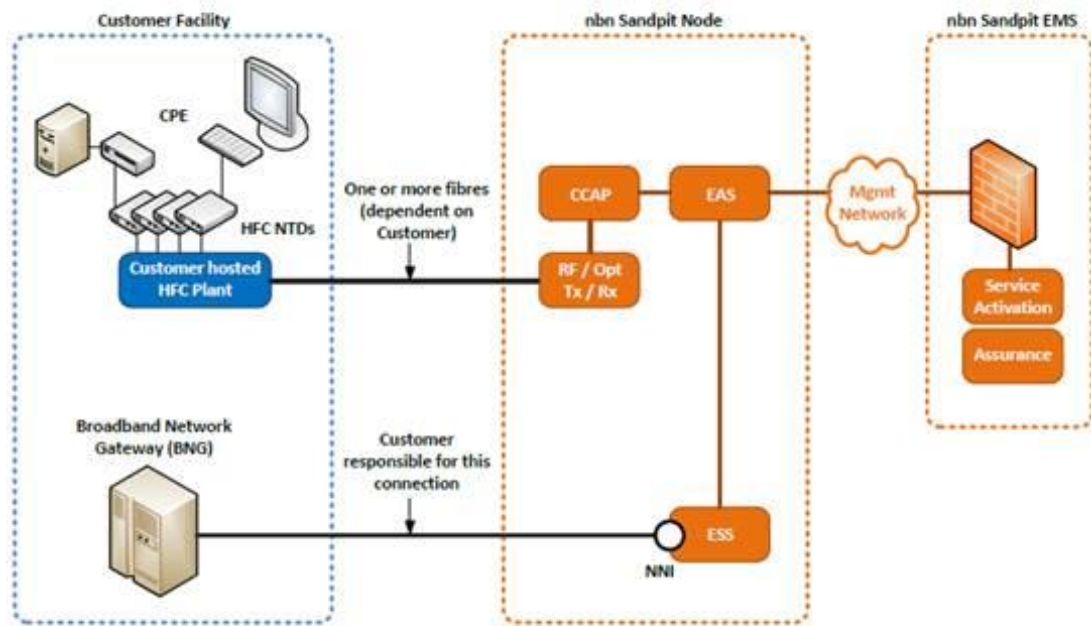 Customer Facility
nbn Sandpit Node
nbn Sandpit EMS
CPE
HFC NTDs
Customer hosted
HFC Plant
One or more fibres
(dependent on
Customer)
CCAP
EAS
RF / Opt
Tx / Rx
Mgmt
Network
Service
Activation
Assurance
Broadband Network
Gateway (BNG)
Customer
responsible for this
connection
ESS
NNI